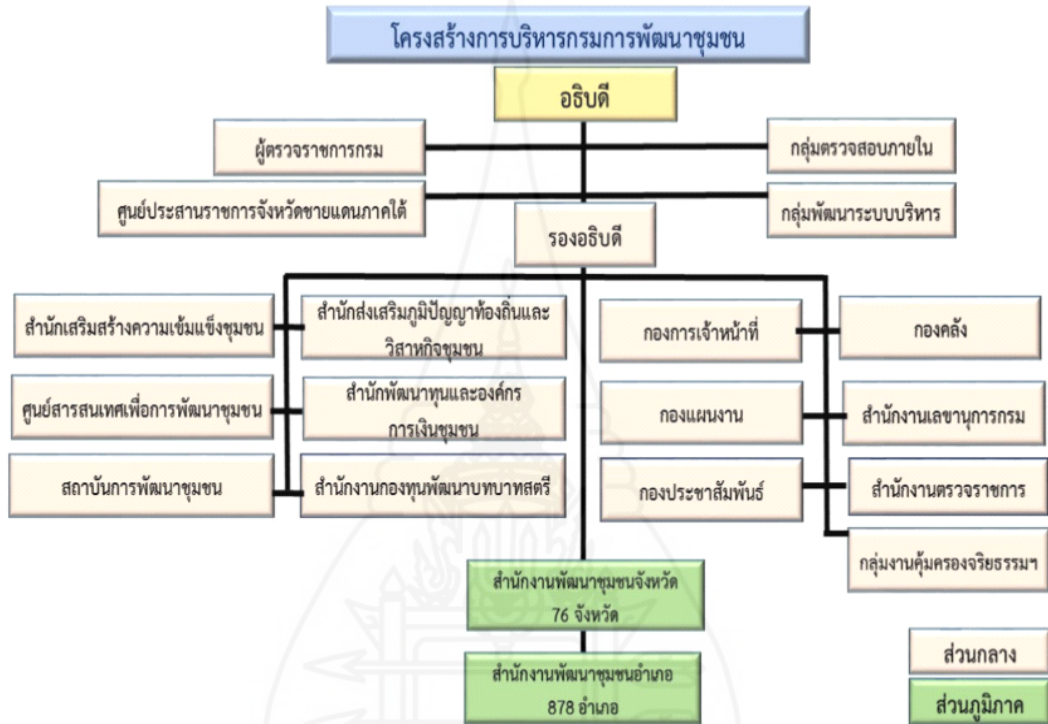 โครงสร้างการบริหารกรมการพัฒนาชุมชน
อธิบดี
ผู้ตรวจราชการกรม
กลุ่มตรวจสอบภายใน
ศูนย์ประสานราชการจังหวัดชายแดนภาคใต้
กลุ่มพัฒนาระบบบริหาร
รองอธิบดี
สำนักเสริมสร้างความเข้มแข็งชุมชน
สำนักส่งเสริมภูมิปัญญาท้องถิ่นและ
วิสาหกิจชุมชน
กองการเจ้าหน้าที่
กองคลัง
ศูนย์สารสนเทศเพื่อการพัฒนาชุมชน
สำนักพัฒนาทุนและองค์กร
การเงินชุมชน
กองแผนงาน
สำนักงานเลขานุการกรม
สถาบันการพัฒนาชุมชน
สำนักงานกองทุนพัฒนาบทบาทสตรี
กองประชาสัมพันธ์
สำนักงานตรวจราชการ
กลุ่มงานคุ้มครองจริยธรรมฯ
สำนักงานพัฒนาชุมชนจังหวัด
76 จังหวัด
สำนักงานพัฒนาชุมชนอำเภอ
878 อำเภอ
ส่วนกลาง
ส่วนภูมิภาค